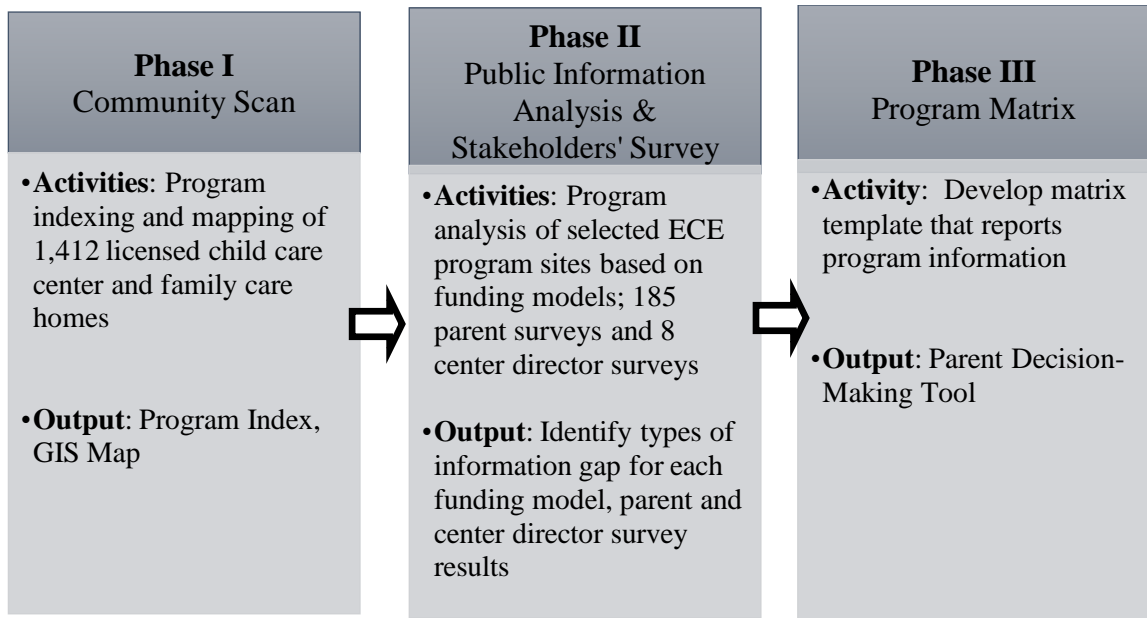 Phase I
Community Scan
•Activities: Program
indexing and mapping of
1,412 licensed child care
center and family care
homes
•Output: Program Index,
GIS Map
Phase II
Public Information
Analysis &
Stakeholders' Survey
•Activities: Program
analysis of selected ECE
program sites based on
funding models; 185
parent surveys and 8
center director surveys
•Output: Identify types of
information gap for each
funding model, parent and
center director survey
results
Phase III
Program Matrix
•Activity: Develop matrix
template that reports
program information
•Output: Parent Decision-
Making Tool